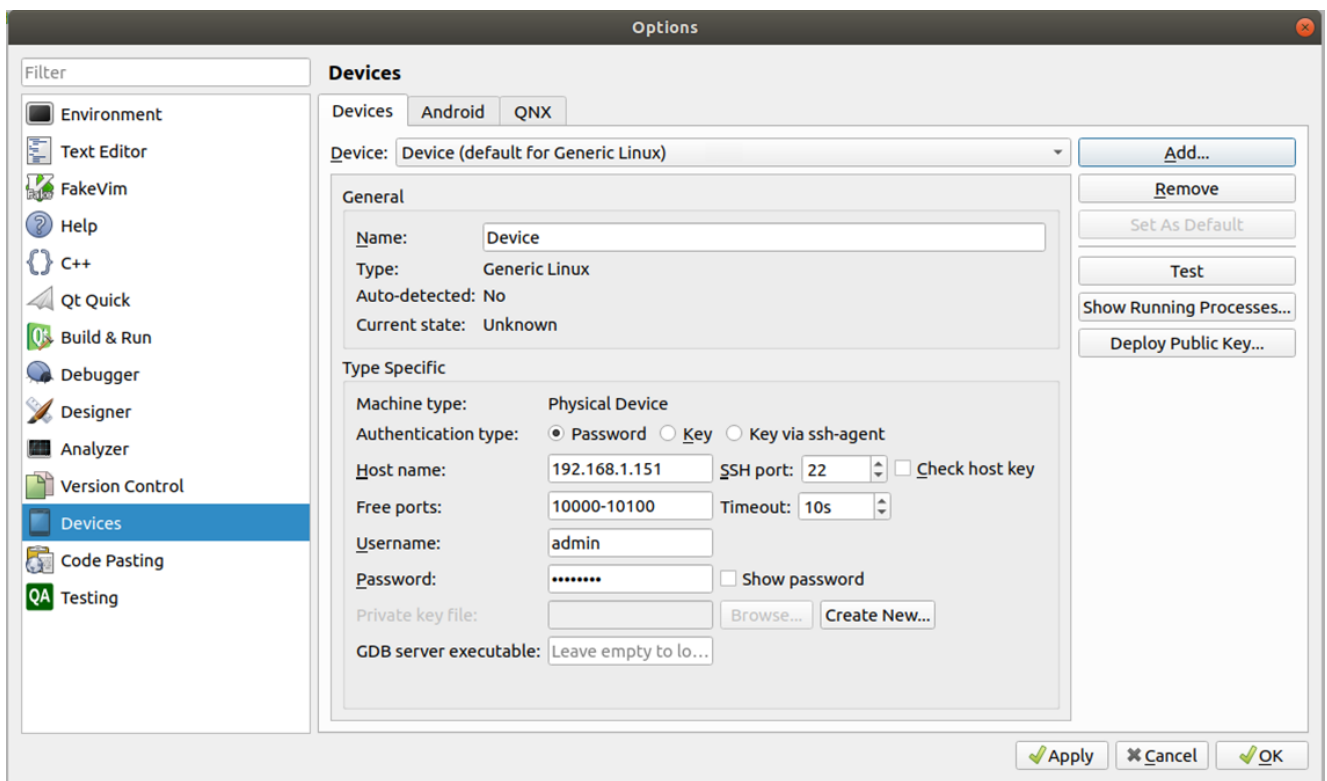 Options
Filter
Environment
Text Editor
FakeVim
Help
C++
Qt Quick
Build & Run
Debugger
Designer
Analyzer
Version Control
Devices
Code Pasting
QA Testing
Devices
Devices Android QNX
Device: Device (default for Generic Linux)
General
Name: Device
Type: Generic Linux
Auto-detected: No
Current state: Unknown
Type Specific
Machine type: Physical Device
Authentication type: Password Key Key via ssh-agent
Host name: 192.168.1.151 SSH port: 22 Check host key
Free ports: 10000-10100 Timeout: 10s
Username: admin
Password: •••••••• Show password
Private key file: Browse... Create New...
GDB server executable: Leave empty to lo...
Add...
Remove
Set As Default
Test
Show Running Processes...
Deploy Public Key...
Apply Cancel OK